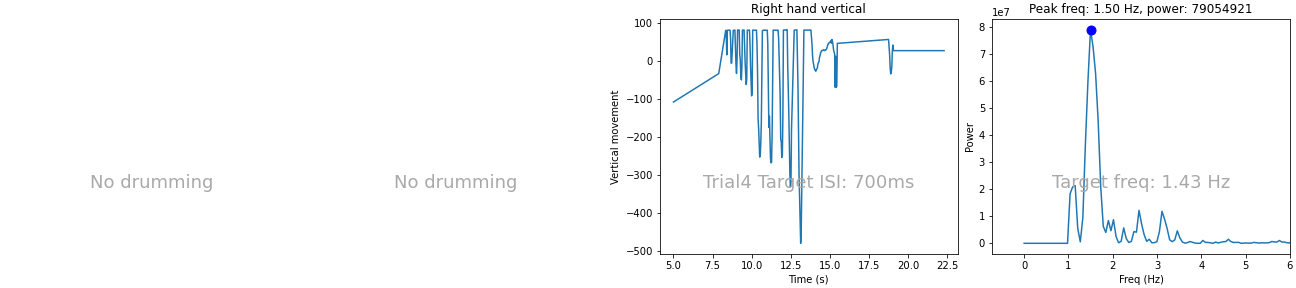 No drumming
No drumming
Right hand vertical
Vertical movement
100
0
−100
−200
−300
−400
−500
Trial4 Target ISI: 700ms
5.0 7.5 10.0 12.5 15.0 17.5 20.0 22.5
Time (s)
Peak freq: 1.50 Hz, power: 79054921
1e7
Power
8
7
6
5
4
3
2
1
0
Target freq: 1.43 Hz
0 1 2 3 4 5 6
Freq (Hz)